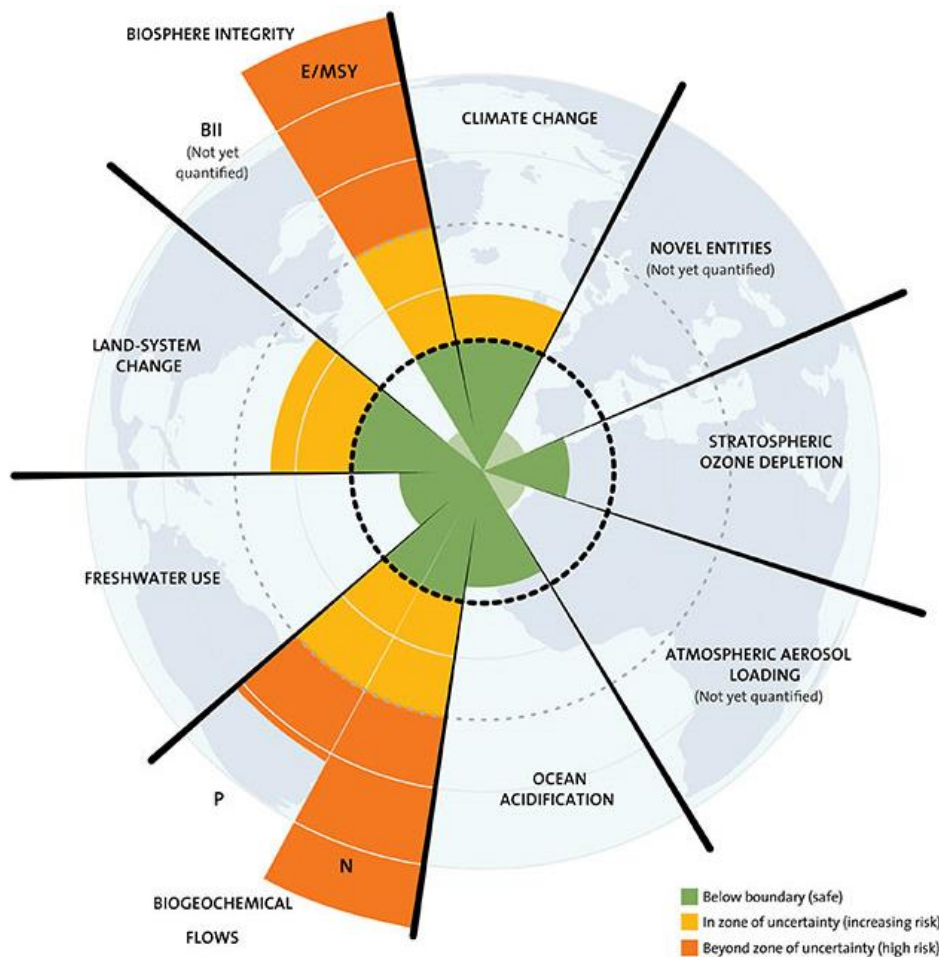 BIOSPHERE INTEGRITY
E/MSY
BII
(Not yet
quantified)
CLIMATE CHANGE
NOVEL ENTITIES
(Not yet quantified)
LAND-SYSTEM
CHANGE
STRATOSPHERIC
OZONE DEPLETION
FRESHWATER USE
ATMOSPHERIC AEROSOL
LOADING
(Not yet quantified)
OCEAN
ACIDIFICATION
P
N
BIOGEOCHEMICAL
FLOWS
Below boundary (safe)
In zone of uncertainty (increasing risk)
Beyond zone of uncertainty (high risk)